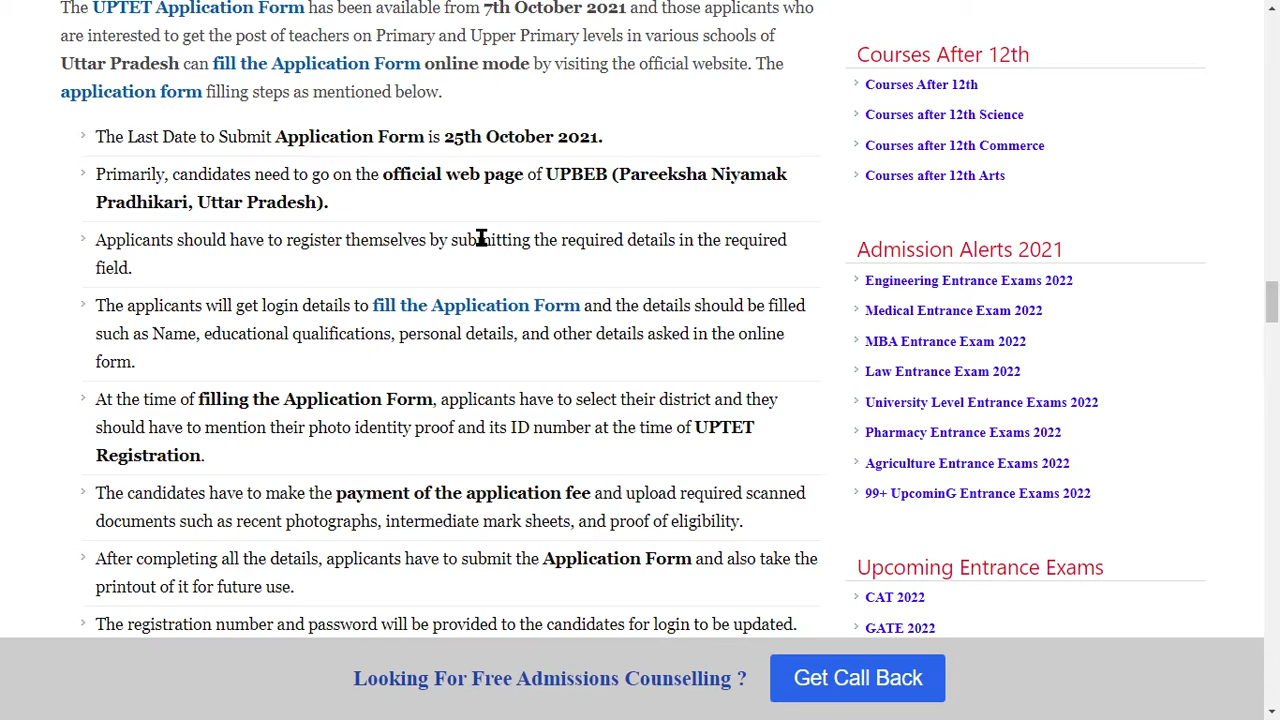 The UPTET Application Form has been available from 7th October 2021 and those applicants who
are interested to get the post of teachers on Primary and Upper Primary levels in various schools of
Uttar Pradesh can fill the Application Form online mode by visiting the official website. The
application form filling steps as mentioned below.
The Last Date to Submit Application Form is 25th October 2021.
Primarily, candidates need to go on the official web page of UPBEB (Pareeksha Niyamak
Pradhikari, Uttar Pradesh).
Applicants should have to register themselves by submitting the required details in the required
field.
The applicants will get login details to fill the Application Form and the details should be filled
such as Name, educational qualifications, personal details, and other details asked in the online
form.
At the time of filling the Application Form, applicants have to select their district and they
should have to mention their photo identity proof and its ID number at the time of UPTET
Registration.
The candidates have to make the payment of the application fee and upload required scanned
documents such as recent photographs, intermediate mark sheets, and proof of eligibility.
After completing all the details, applicants have to submit the Application Form and also take the
printout of it for future use.
The registration number and password will be provided to the candidates for login to be updated.
Courses After 12th
Courses After 12th
Courses after 12th Science
Courses after 12th Commerce
Courses after 12th Arts
Admission Alerts 2021
Engineering Entrance Exams 2022
Medical Entrance Exam 2022
MBA Entrance Exam 2022
Law Entrance Exam 2022
University Level Entrance Exams 2022
Pharmacy Entrance Exams 2022
Agriculture Entrance Exams 2022
99+ UpcominG Entrance Exams 2022
Upcoming Entrance Exams
CAT 2022
GATE 2022
Looking For Free Admissions Counselling ?
Get Call Back